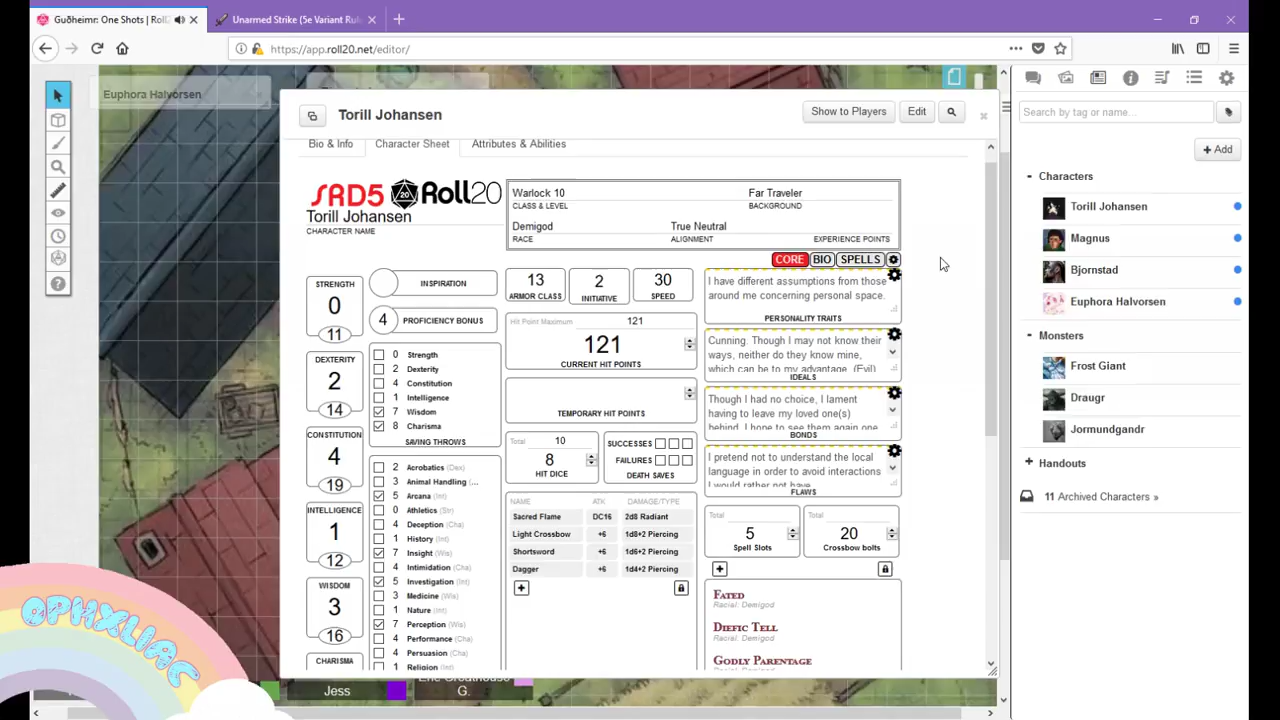 Guðheimr: One Shots | Roll2
Unarmed Strike (5e Variant Rul
https://app.roll20.net/editor/
Euphora Halvorsen
Torill Johansen
Show to Players
Edit
Bio & Info
Character Sheet
Attributes & Abilities
SRD5 Roll20
Torill Johansen
CHARACTER NAME
Warlock 10
Far Traveler
CLASS & LEVEL
BACKGROUND
Demigod
True Neutral
RACE
ALIGNMENT
EXPERIENCE POINTS
CORE
BIO
SPELLS
STRENGTH
0
11
DEXTERITY
2
14
CONSTITUTION
4
19
INTELLIGENCE
1
12
WISDOM
3
16
CHARISMA
INSPIRATION
4 PROFICIENCY BONUS
0 Strength
2 Dexterity
4 Constitution
1 Intelligence
7 Wisdom
8 Charisma
SAVING THROWS
2 Acrobatics (Dex)
3 Animal Handling (...
5 Arcana (Int)
0 Athletics (Str)
4 Deception (Cha)
1 History (Int)
7 Insight (Wis)
4 Intimidation (Cha)
5 Investigation (Int)
3 Medicine (Wis)
1 Nature (Int)
7 Perception (Wis)
4 Performance (Cha)
4 Persuasion (Cha)
1 Religion (Int)
13
ARMOR CLASS
2
INITIATIVE
30
SPEED
Hit Point Maximum 121
121
CURRENT HIT POINTS
TEMPORARY HIT POINTS
Total 10
8
HIT DICE
SUCCESSES
FAILURES
DEATH SAVES
NAME ATK DAMAGE/TYPE
Sacred Flame DC16 2d8 Radiant
Light Crossbow +6 1d8+2 Piercing
Shortsword +6 1d6+2 Piercing
Dagger +6 1d4+2 Piercing
I have different assumptions from those
around me concerning personal space.
PERSONALITY TRAITS
Cunning. Though I may not know their
ways, neither do they know mine,
which can be to my advantage. (Evil)
IDEALS
Though I had no choice, I lament
having to leave my loved one(s)
behind. I hope to see them again one
BONDS
I pretend not to understand the local
language in order to avoid interactions
I would rather not have.
FLAWS
Total
5
Spell Slots
Total
20
Crossbow bolts
FATED
Racial: Demigod
DIEFIC TELL
Racial: Demigod
GODLY PARENTAGE
Racial: Demigod
Search by tag or name...
+ Add
Characters
Torill Johansen
Magnus
Bjornstad
Euphora Halvorsen
Monsters
Frost Giant
Draugr
Jormundgandr
Handouts
11 Archived Characters »
OPHXLIAC
Jess
G.